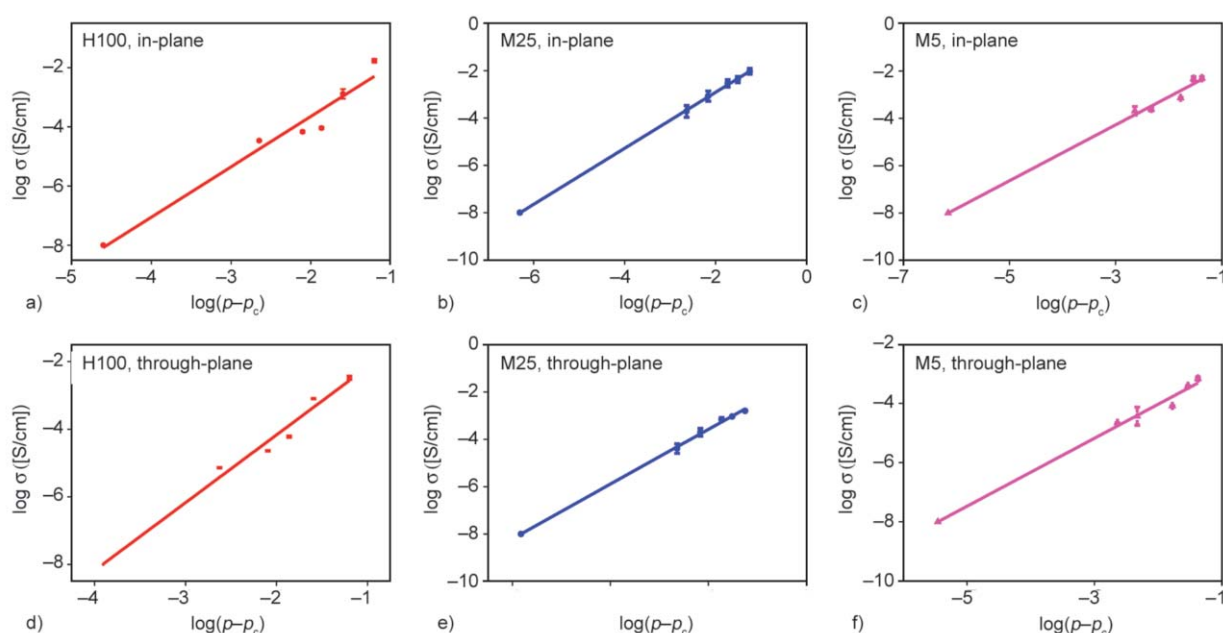 H100, in-plane
log σ ([S/cm])
–2
–4
–6
–8
–5
–4
–3
–2
–1
a)
log(p–pc)
M25, in-plane
log σ ([S/cm])
0
–2
–4
–6
–8
–10
–6
–4
–2
0
b)
log(p–pc)
M5, in-plane
log σ ([S/cm])
0
–2
–4
–6
–8
–10
–7
–5
–3
–1
c)
log(p–pc)
H100, through-plane
log σ ([S/cm])
–2
–4
–6
–8
–4
–3
–2
–1
d)
log(p–pc)
M25, through-plane
log σ ([S/cm])
0
–2
–4
–6
–8
–10
e)
log(p–pc)
M5, through-plane
log σ ([S/cm])
–2
–4
–6
–8
–10
–5
–3
–1
f)
log(p–pc)